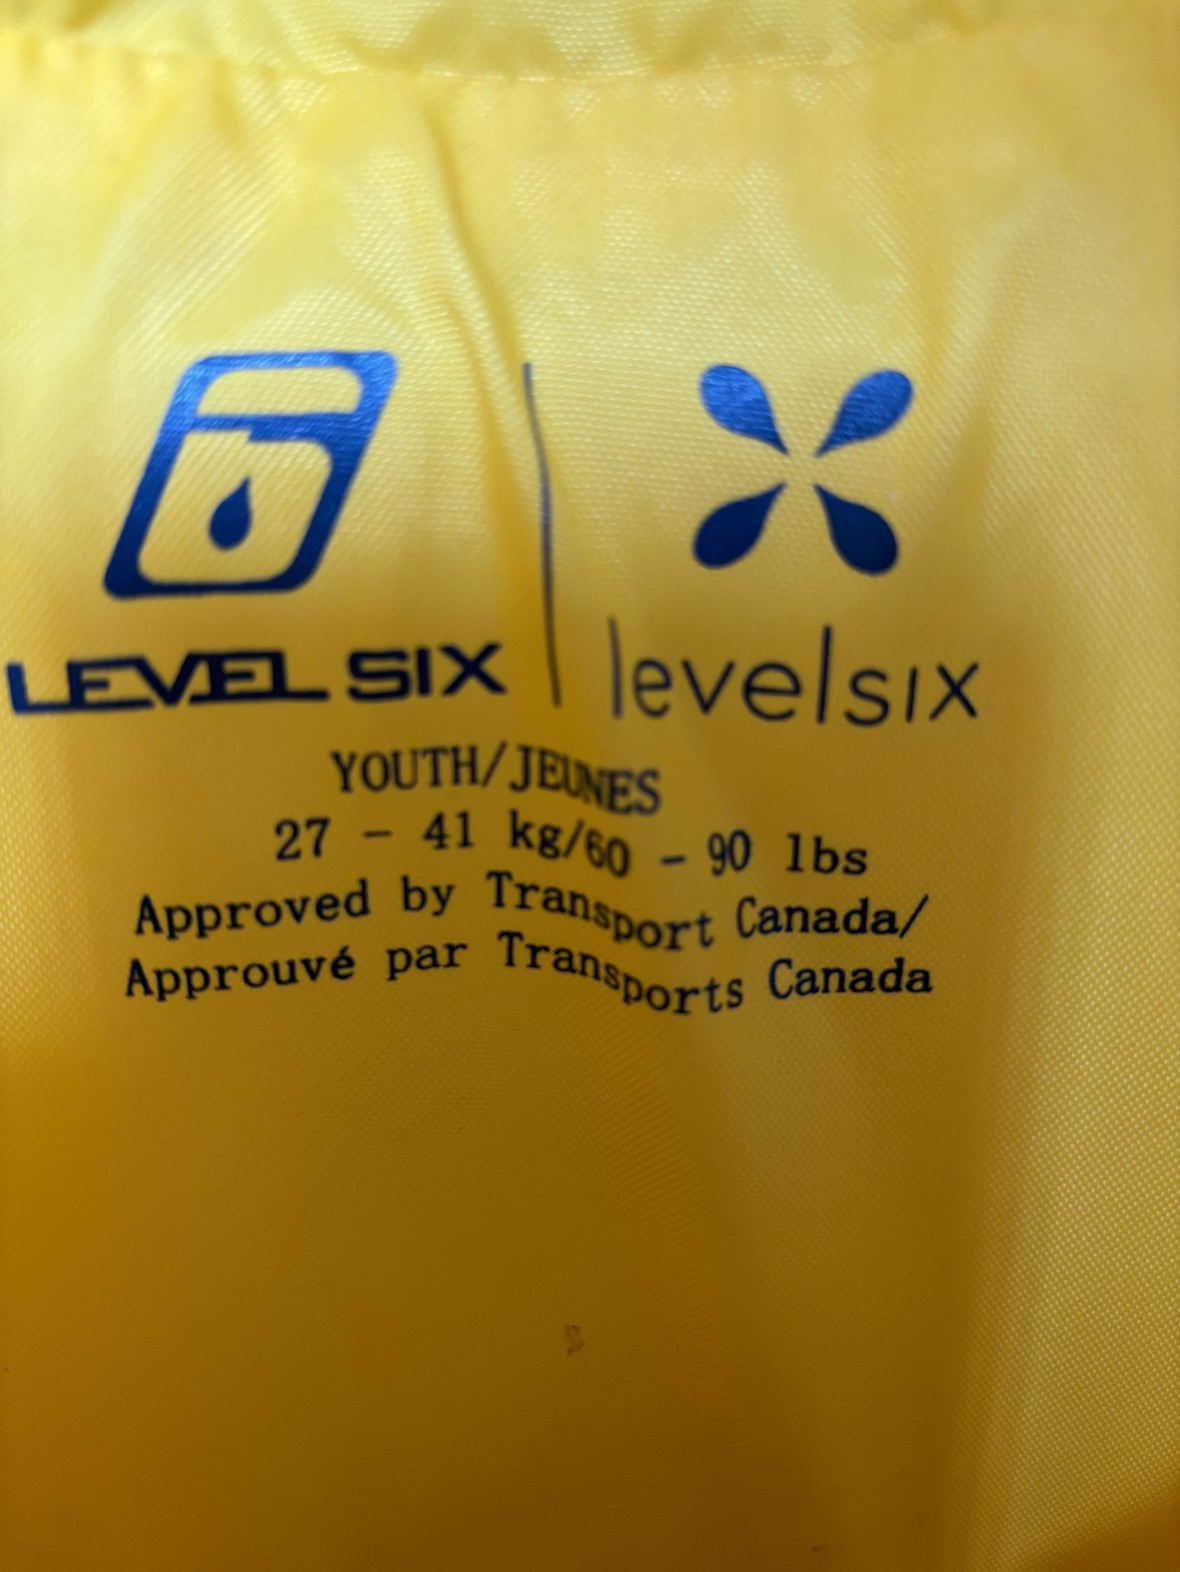 LEVEL SIX
levelsix
YOUTH/JEUNES
27 - 41 kg/60 - 90 lbs
Approved by Transport Canada/
Approuvé par Transports Canada